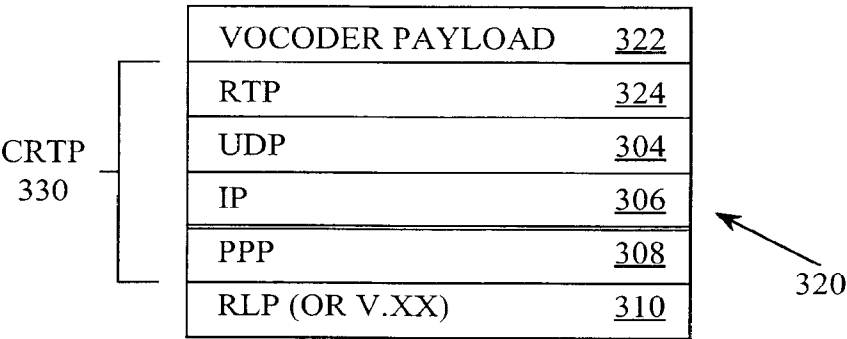 VOCODER PAYLOAD 322
RTP 324
UDP 304
IP 306
PPP 308
RLP (OR V.XX) 310
CRTP
330
320